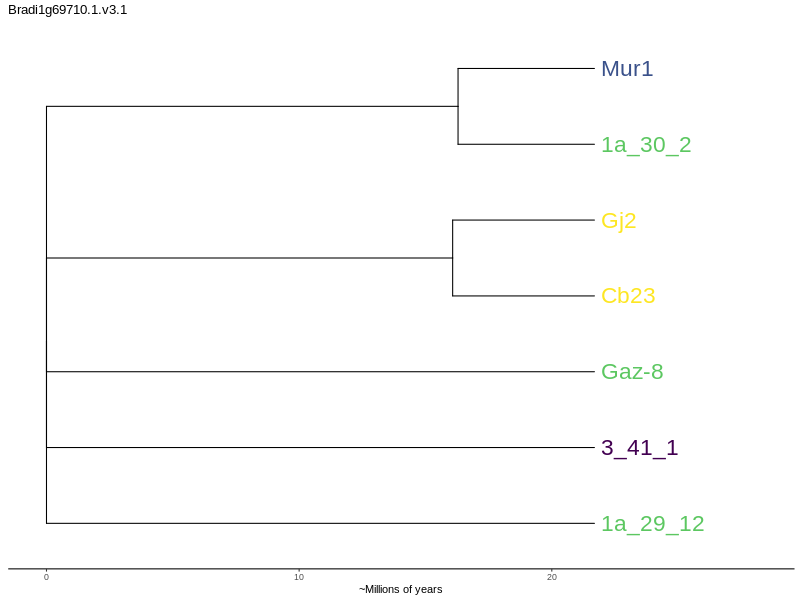 Bradi1g69710.1.v3.1
Mur1
1a_30_2
Gj2
Cb23
Gaz-8
3_41_1
1a_29_12
0 10 20
~Millions of years